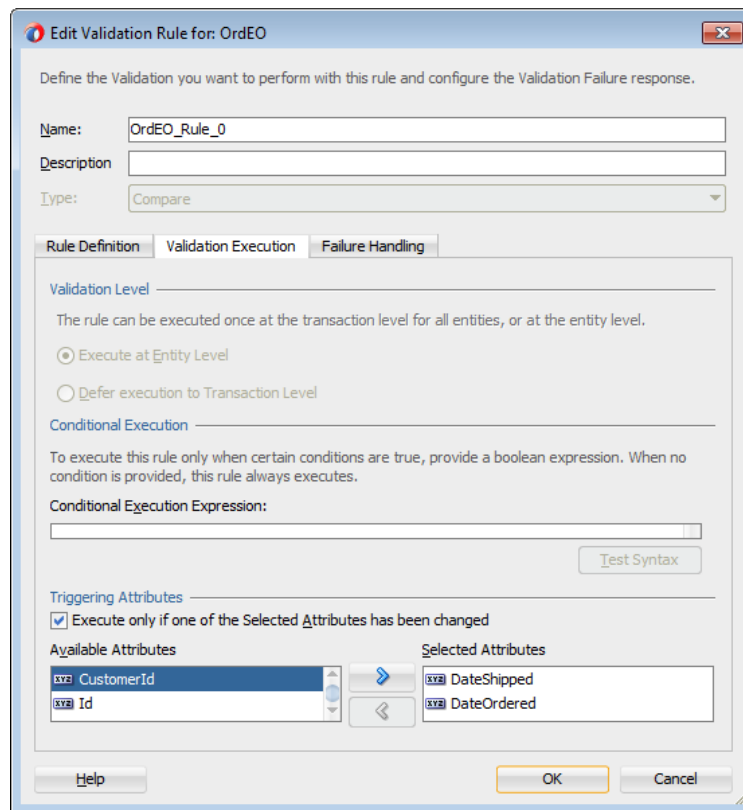 Edit Validation Rule for: OrdEO
Define the Validation you want to perform with this rule and configure the Validation Failure response.
Name: OrdEO_Rule_0
Description
Type: Compare
Rule Definition Validation Execution Failure Handling
Validation Level
The rule can be executed once at the transaction level for all entities, or at the entity level.
Execute at Entity Level
Defer execution to Transaction Level
Conditional Execution
To execute this rule only when certain conditions are true, provide a boolean expression. When no
condition is provided, this rule always executes.
Conditional Execution Expression:
Test Syntax
Triggering Attributes
Execute only if one of the Selected Attributes has been changed
Available Attributes Selected Attributes
XYZ CustomerId XYZ DateShipped
XYZ Id XYZ DateOrdered
Help OK Cancel